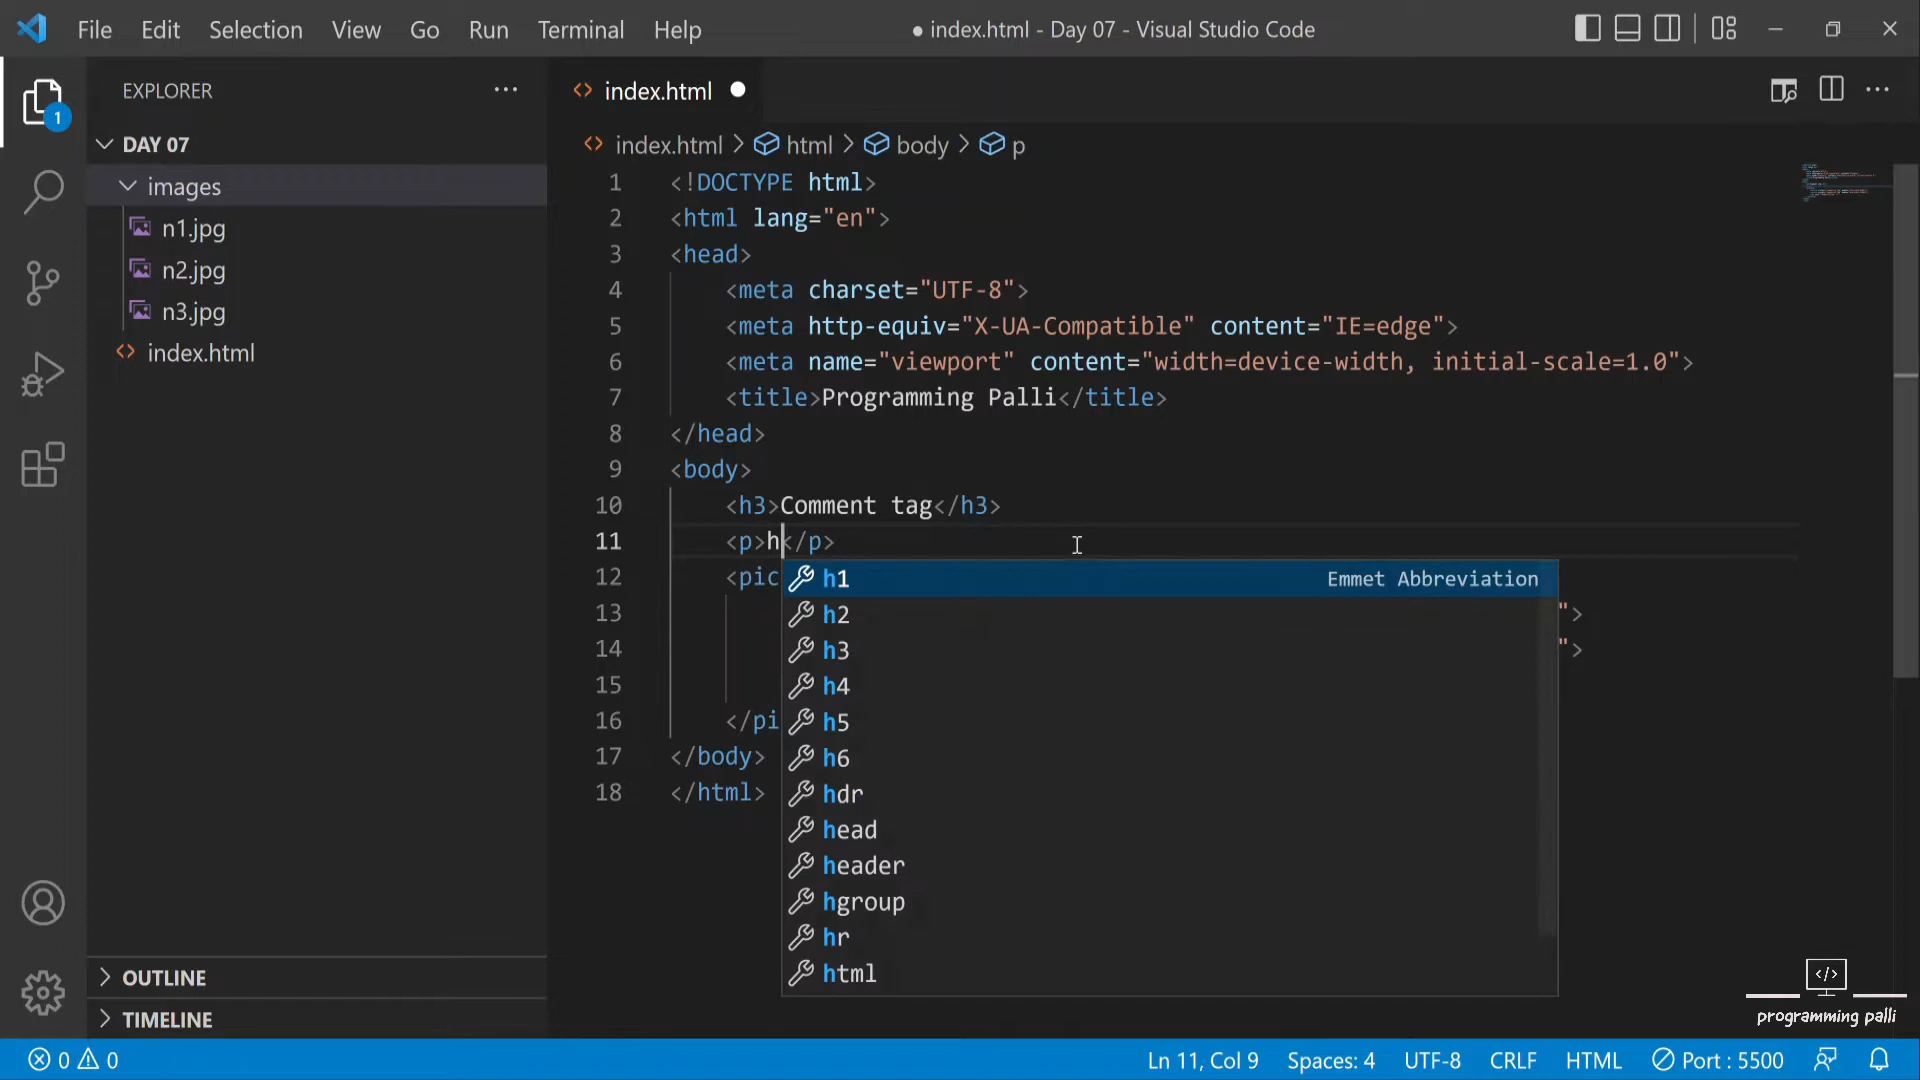 File Edit Selection View Go Run Terminal Help ● index.html - Day 07 - Visual Studio Code
EXPLORER
1
DAY 07
images
n1.jpg
n2.jpg
n3.jpg
index.html
OUTLINE
TIMELINE
index.html
index.html > html > body > p
1 <!DOCTYPE html>
2 <html lang="en">
3 <head>
4 <meta charset="UTF-8">
5 <meta http-equiv="X-UA-Compatible" content="IE=edge">
6 <meta name="viewport" content="width=device-width, initial-scale=1.0">
7 <title>Programming Palli</title>
8 </head>
9 <body>
10 <h3>Comment tag</h3>
11 <p>h</p>
12 <pic
13 ">
14 ">
15
16 </pi
17 </body>
18 </html>
h1 Emmet Abbreviation
h2
h3
h4
h5
h6
hdr
head
header
hgroup
hr
html
</>
programming palli
0 0 Ln 11, Col 9 Spaces: 4 UTF-8 CRLF HTML Port : 5500